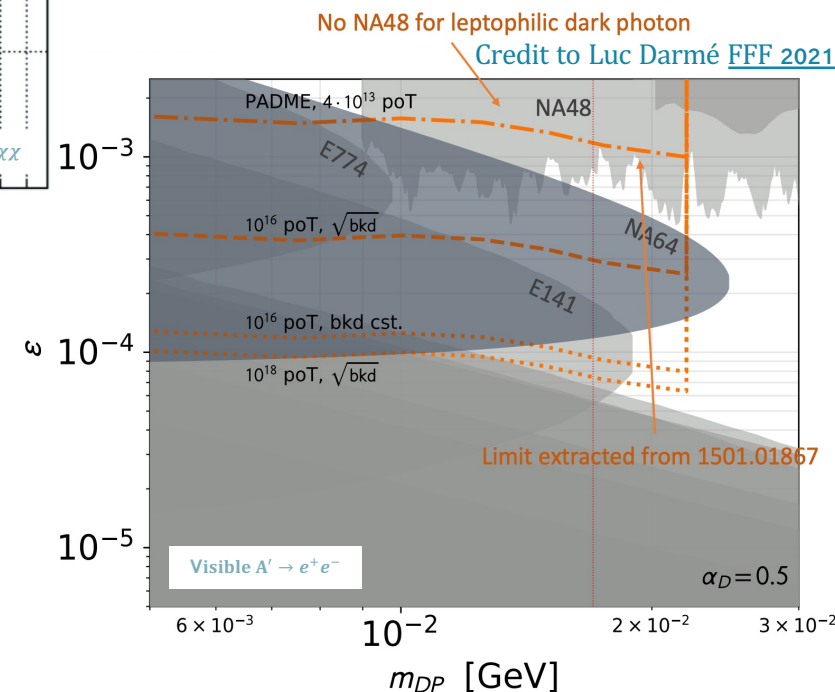 No NA48 for leptophilic dark photon
Credit to Luc Darmé FFF 2021
χχ
PADME, 4·10¹³ poT
NA48
E774
10⁻³
10¹⁶ poT, √bkd
NA64
E141
10¹⁶ poT, bkd cst.
ε
10⁻⁴
10¹⁸ poT, √bkd
Limit extracted from 1501.01867
10⁻⁵
Visible A′ → e⁺e⁻
α_D=0.5
6 × 10⁻³
10⁻²
2 × 10⁻²
3 × 10⁻²
m_DP [GeV]